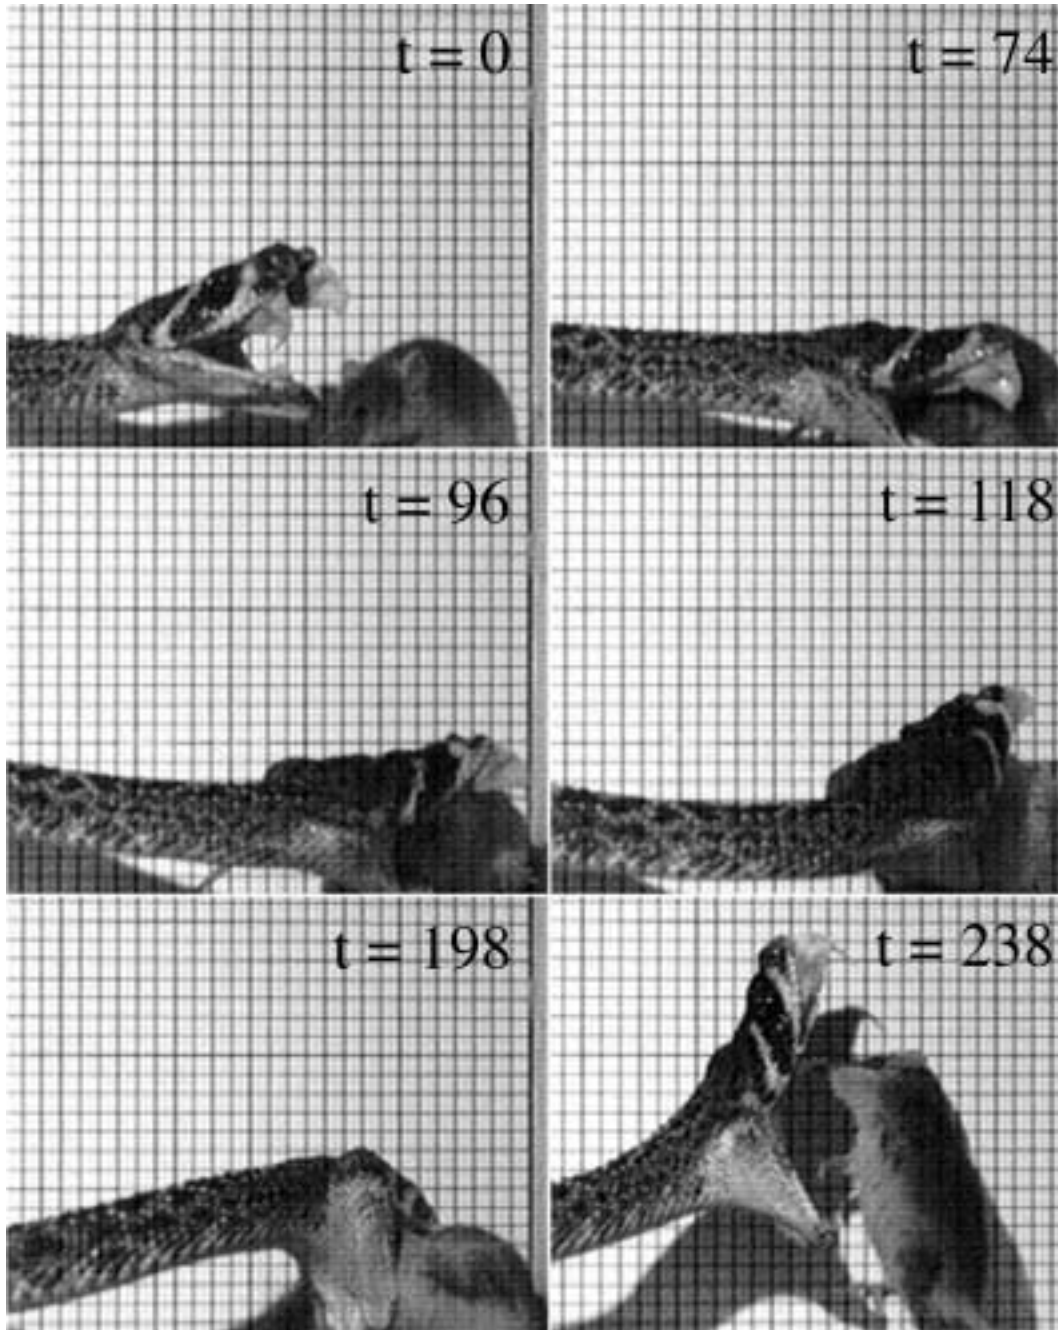 t = 0
t = 74
t = 96
t = 118
t = 198
t = 238